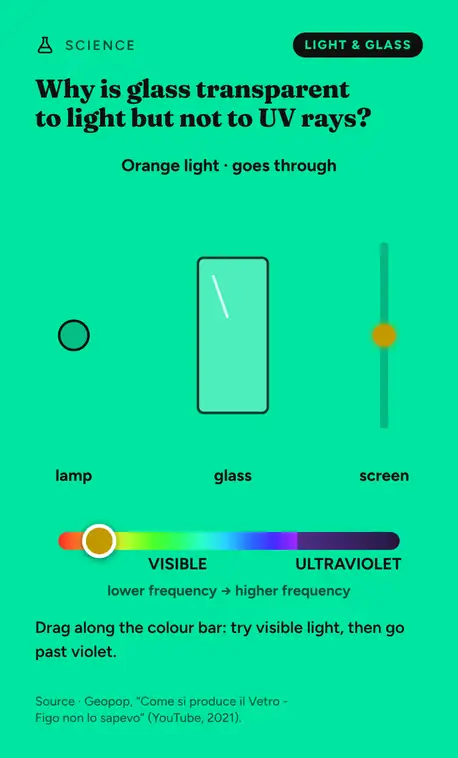 SCIENCE
LIGHT & GLASS
Why is glass transparent
to light but not to UV rays?
Orange light · goes through
lamp
glass
screen
VISIBLE
ULTRAVIOLET
lower frequency → higher frequency
Drag along the colour bar: try visible light, then go
past violet.
Source · Geopop, “Come si produce il Vetro -
Figo non lo sapevo” (YouTube, 2021).